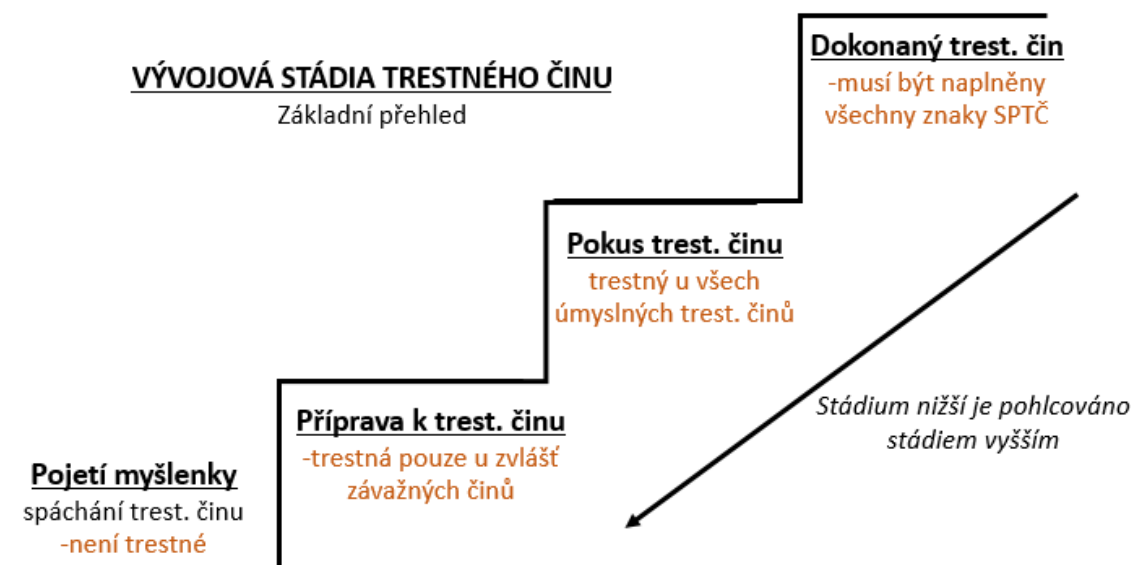 VÝVOJOVÁ STÁDIA TRESTNÉHO ČINU
Základní přehled
Dokonaný trest. čin
-musí být naplněny
všechny znaky SPTČ
Pokus trest. činu
trestný u všech
úmyslných trest. činů
Příprava k trest. činu
-trestná pouze u zvlášť
závažných činů
Pojetí myšlenky
spáchání trest. činu
-není trestné
Stádium nižší je pohlcováno
stádiem vyšším